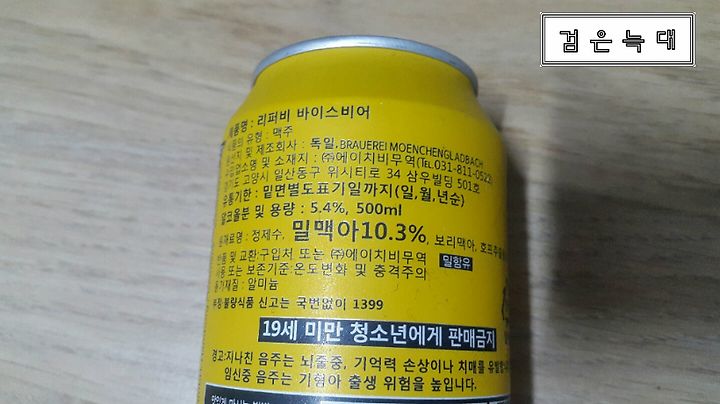 검은늑대
제품명 : 리퍼비 바이스비어
식품의 유형 : 맥주
원산지 및 제조회사 : 독일, BRAUEREI MOENCHENGLADBACH
수입업소명 및 소재지 : ㈜에이치비무역(TEL.031-811-0522)
경기도 고양시 일산동구 위시티로 34 삼우빌딩 501호
유통기한 : 밑면별도표기일까지(일,월,년순)
알코올분 및 용량 : 5.4%, 500ml
원재료명 : 정제수, 밀맥아10.3%, 보리맥아, 호프추출물
반품 및 교환:구입처 또는 ㈜에이치비무역 밀함유
사용 또는 보존기준:온도변화 및 충격주의
용기재질 : 알미늄
부정·불량식품 신고는 국번없이 1399
19세 미만 청소년에게 판매금지
경고:지나친 음주는 뇌졸중, 기억력 손상이나 치매를 유발합
임신중 음주는 기형아 출생 위험을 높입니다.
맛있게 마시는